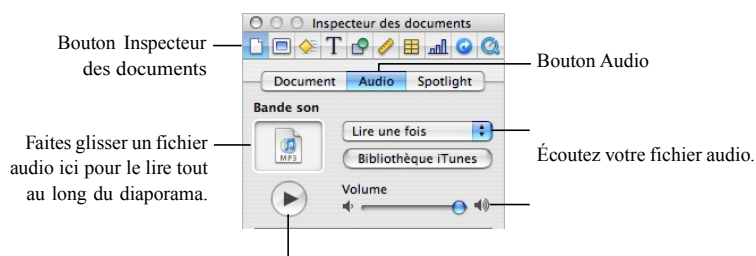 Inspecteur des documents
Bouton Inspecteur
des documents
T
Bouton Audio
Document
Audio
Spotlight
Bande son
Faites glisser un fichier
audio ici pour le lire tout
au long du diaporama.
MP3
Lire une fois
Bibliothèque iTunes
Écoutez votre fichier audio.
Volume